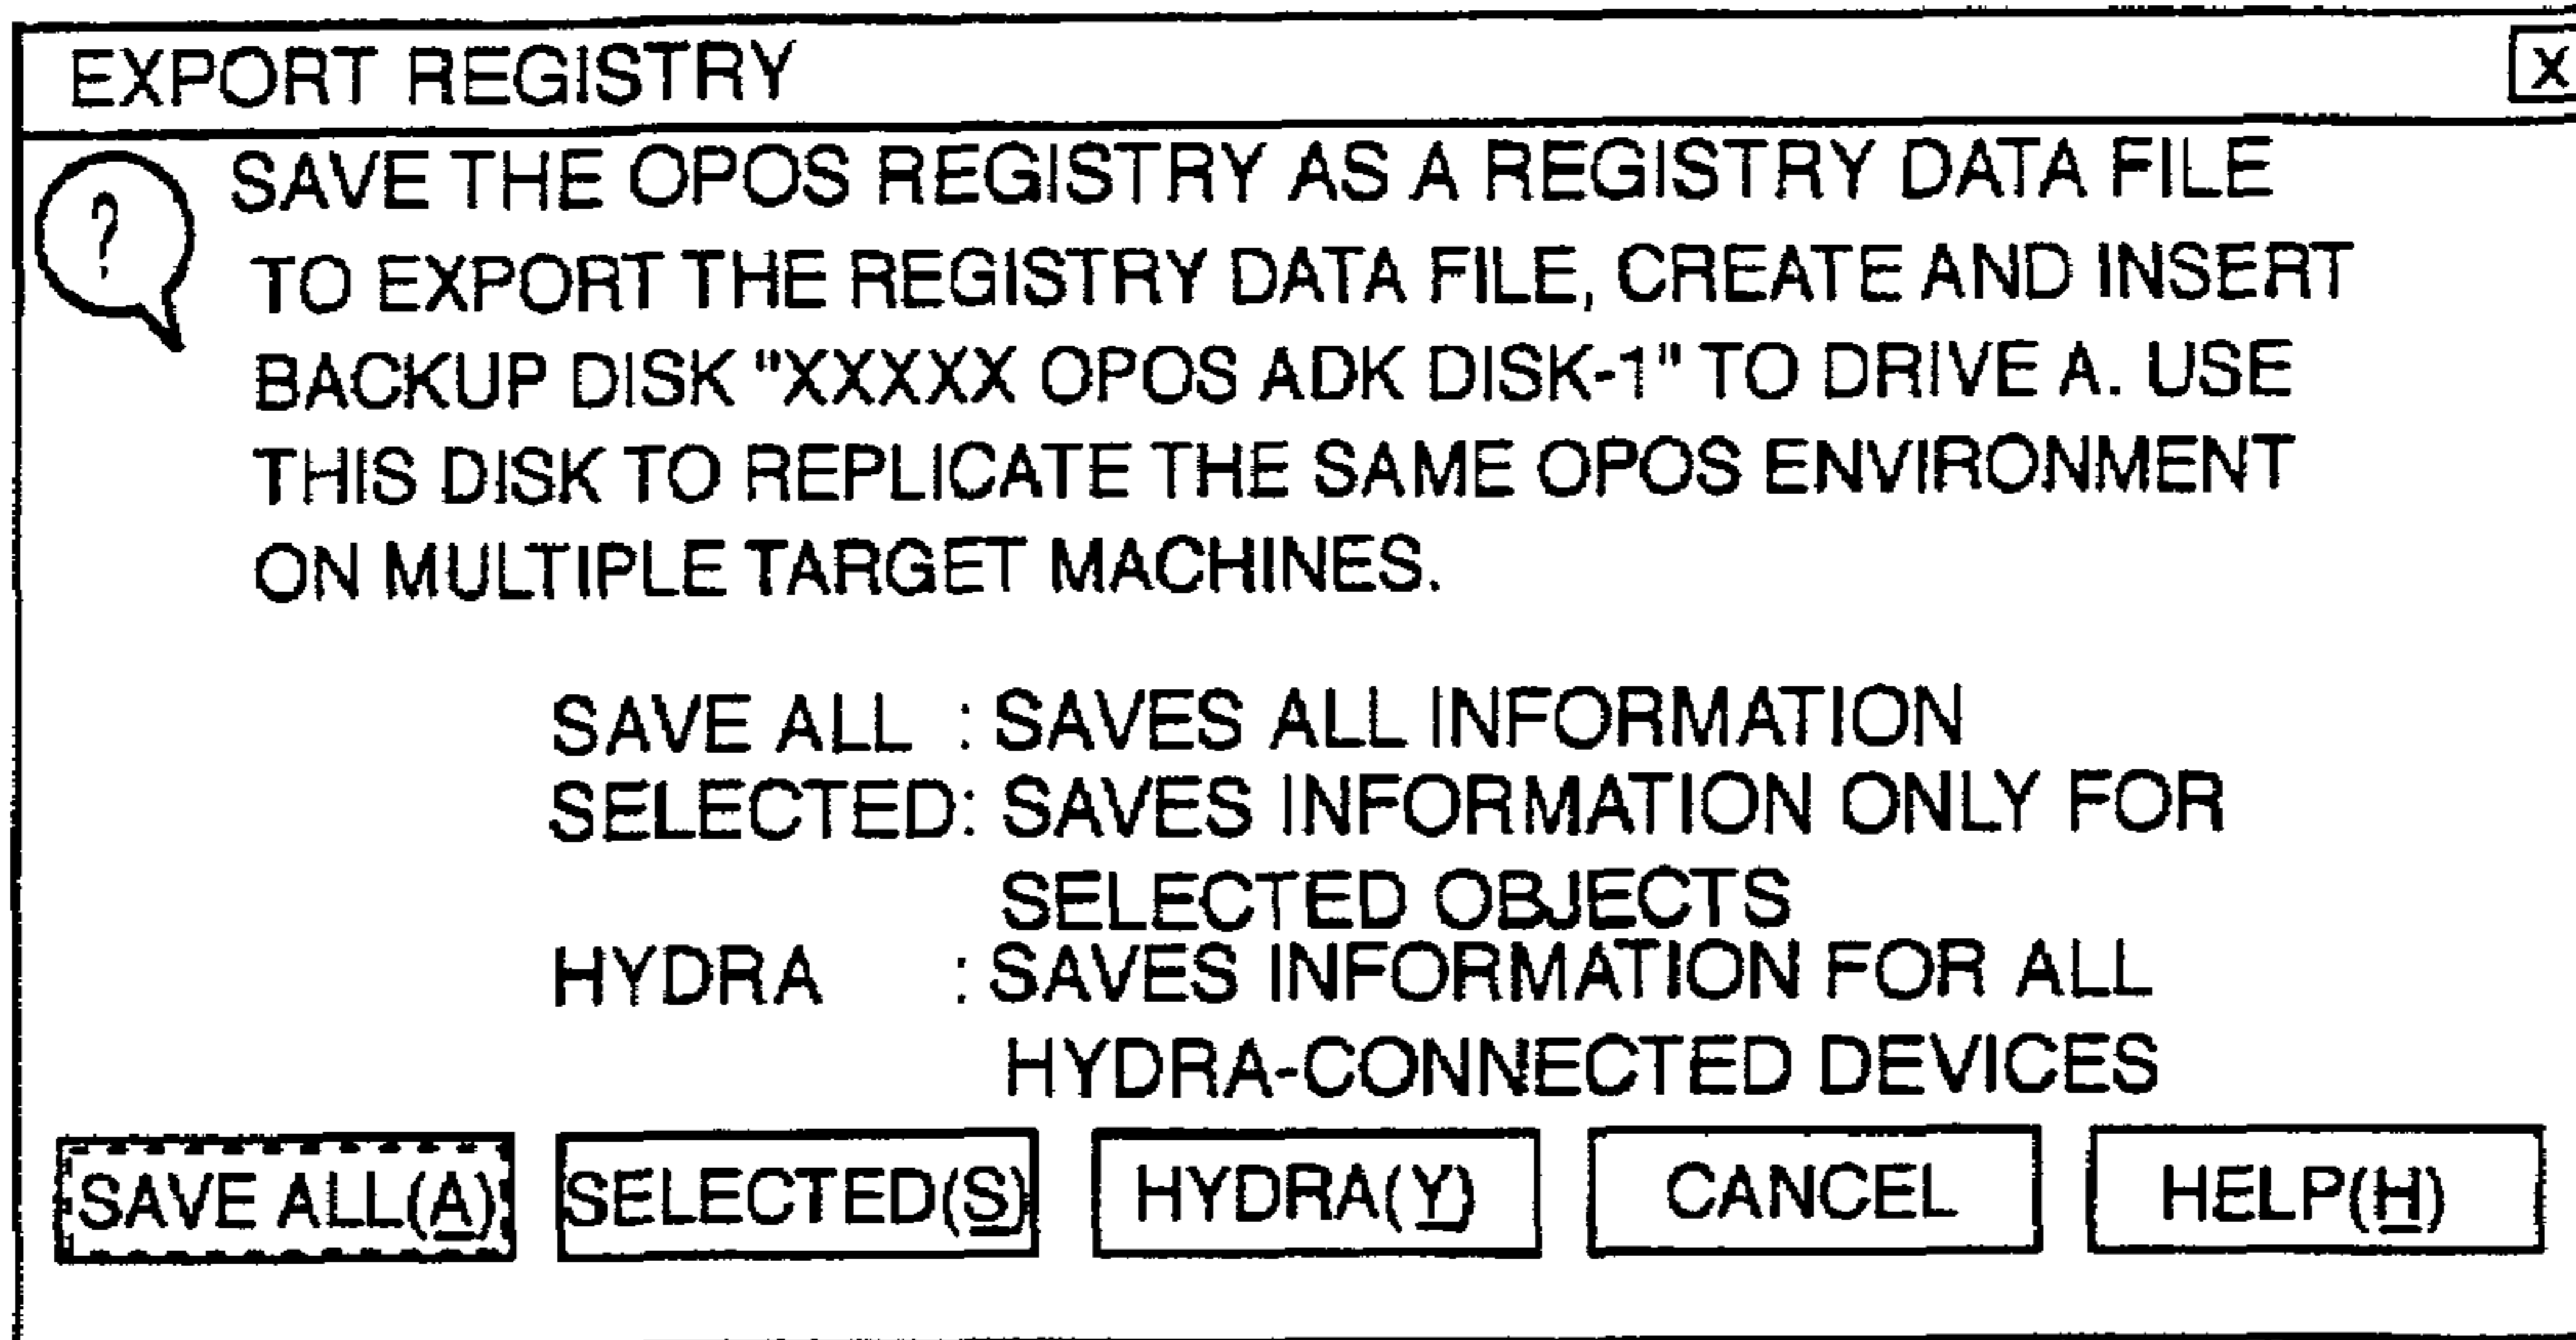 EXPORT REGISTRY X
? SAVE THE OPOS REGISTRY AS A REGISTRY DATA FILE
TO EXPORT THE REGISTRY DATA FILE, CREATE AND INSERT
BACKUP DISK "XXXXX OPOS ADK DISK-1" TO DRIVE A. USE
THIS DISK TO REPLICATE THE SAME OPOS ENVIRONMENT
ON MULTIPLE TARGET MACHINES.
SAVE ALL : SAVES ALL INFORMATION
SELECTED: SAVES INFORMATION ONLY FOR
SELECTED OBJECTS
HYDRA : SAVES INFORMATION FOR ALL
HYDRA-CONNECTED DEVICES
SAVE ALL(A) SELECTED(S) HYDRA(Y) CANCEL HELP(H)